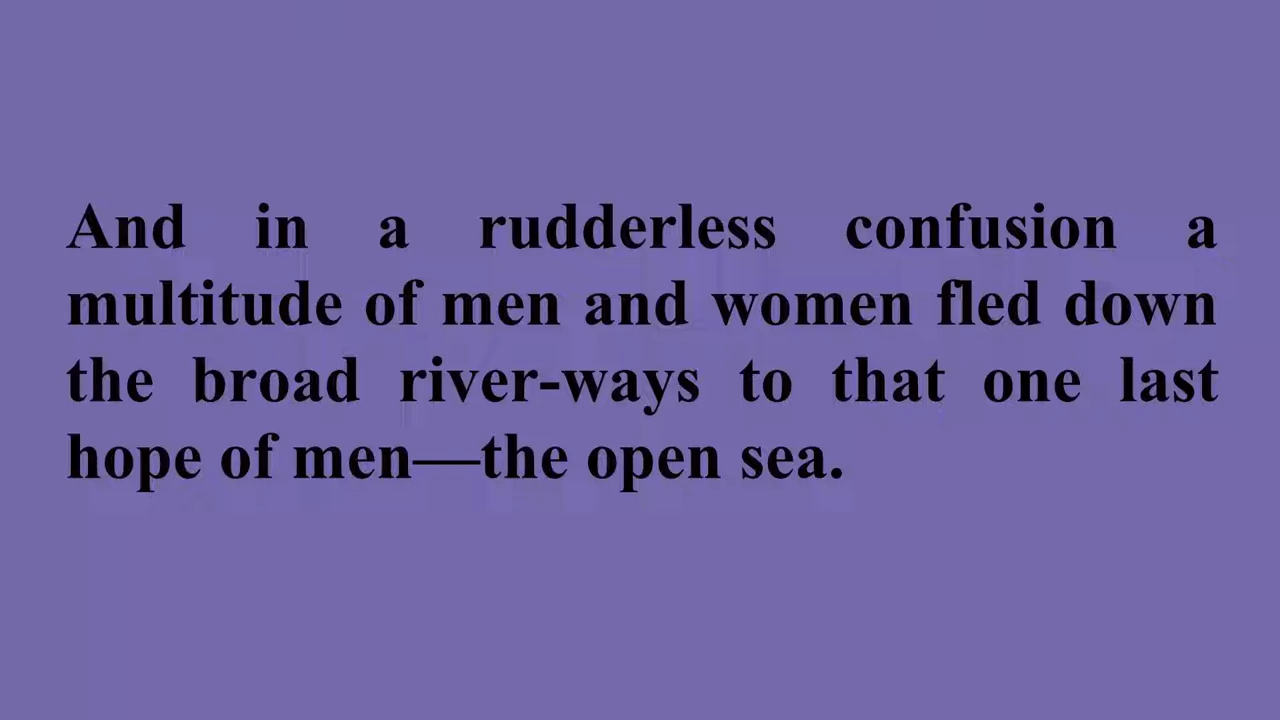 And in a rudderless confusion a
multitude of men and women fled down
the broad river-ways to that one last
hope of men—the open sea.